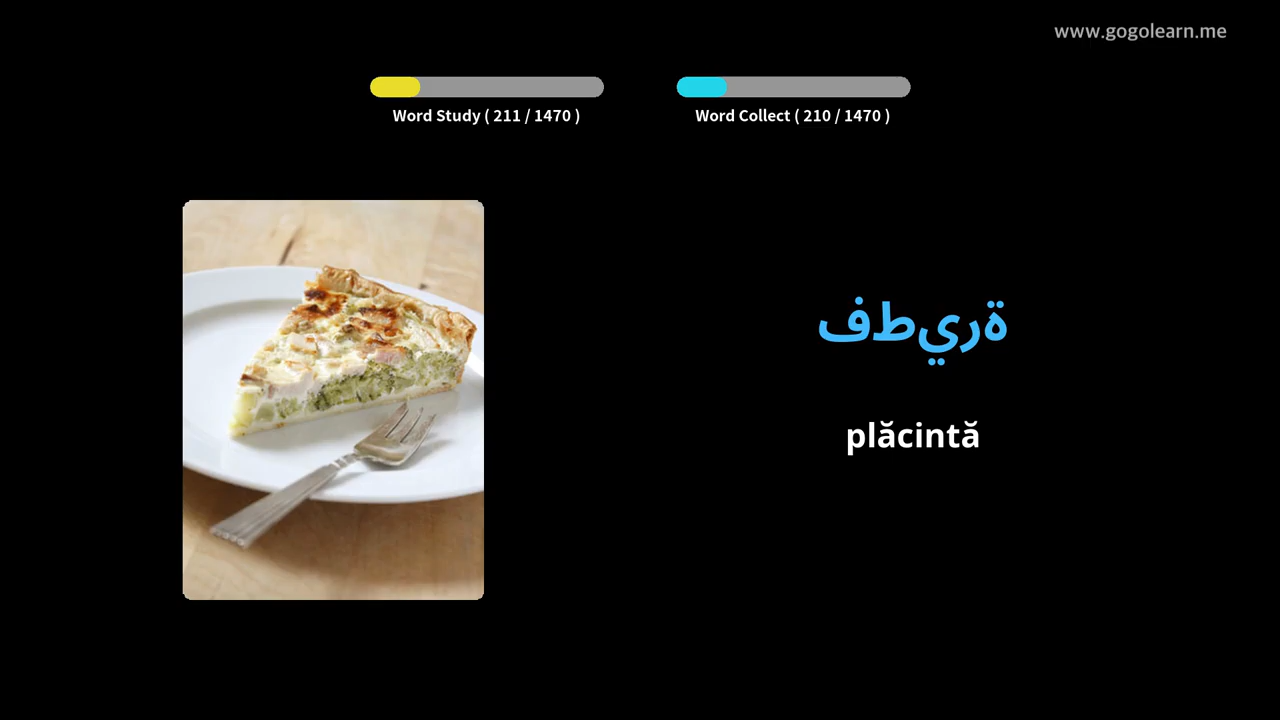 www.gogolearn.me
Word Study ( 211 / 1470 )
Word Collect ( 210 / 1470 )
فطيرة
plăcintă